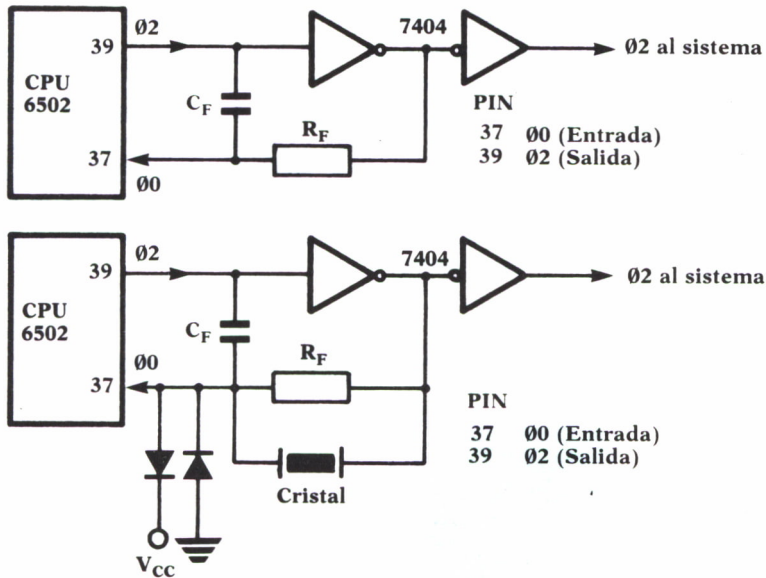 39
Ø2
7404
Ø2 al sistema
CPU
6502
C_F
PIN
R_F
37 Ø0 (Entrada)
37
39 Ø2 (Salida)
Ø0
39
Ø2
7404
Ø2 al sistema
CPU
6502
C_F
Ø0
R_F
37
PIN
37 Ø0 (Entrada)
39 Ø2 (Salida)
Cristal
V_CC